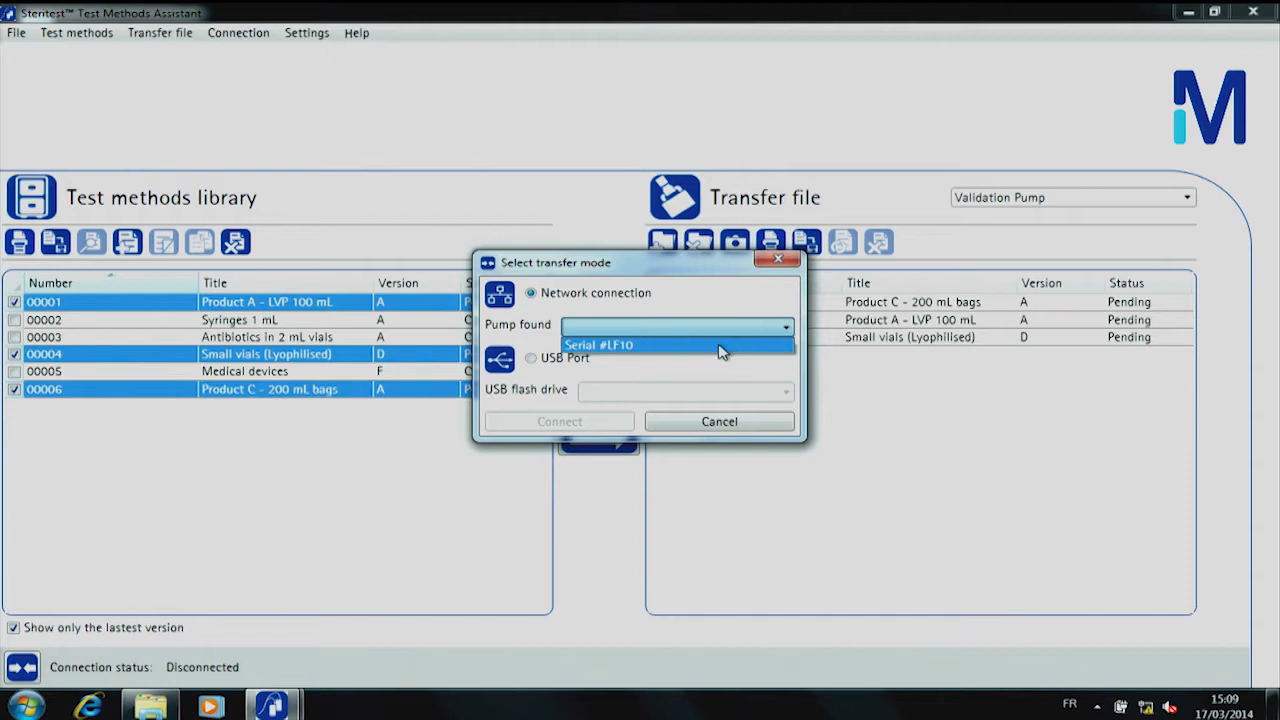 Steritest™ Test Methods Assistant
File Test methods Transfer file Connection Settings Help
Test methods library
Transfer file
Validation Pump
Number Title Version
00001 Product A - LVP 100 mL A
00002 Syringes 1 mL A
00003 Antibiotics in 2 mL vials A
00004 Small vials (Lyophilised) D
00005 Medical devices F
00006 Product C - 200 mL bags A
Select transfer mode
Network connection
Pump found
Serial #LF10
USB Port
USB flash drive
Connect Cancel
Title Version Status
Product C - 200 mL bags A Pending
Product A - LVP 100 mL A Pending
Small vials (Lyophilised) D Pending
Show only the lastest version
Connection status: Disconnected
FR
15:09
17/03/2014